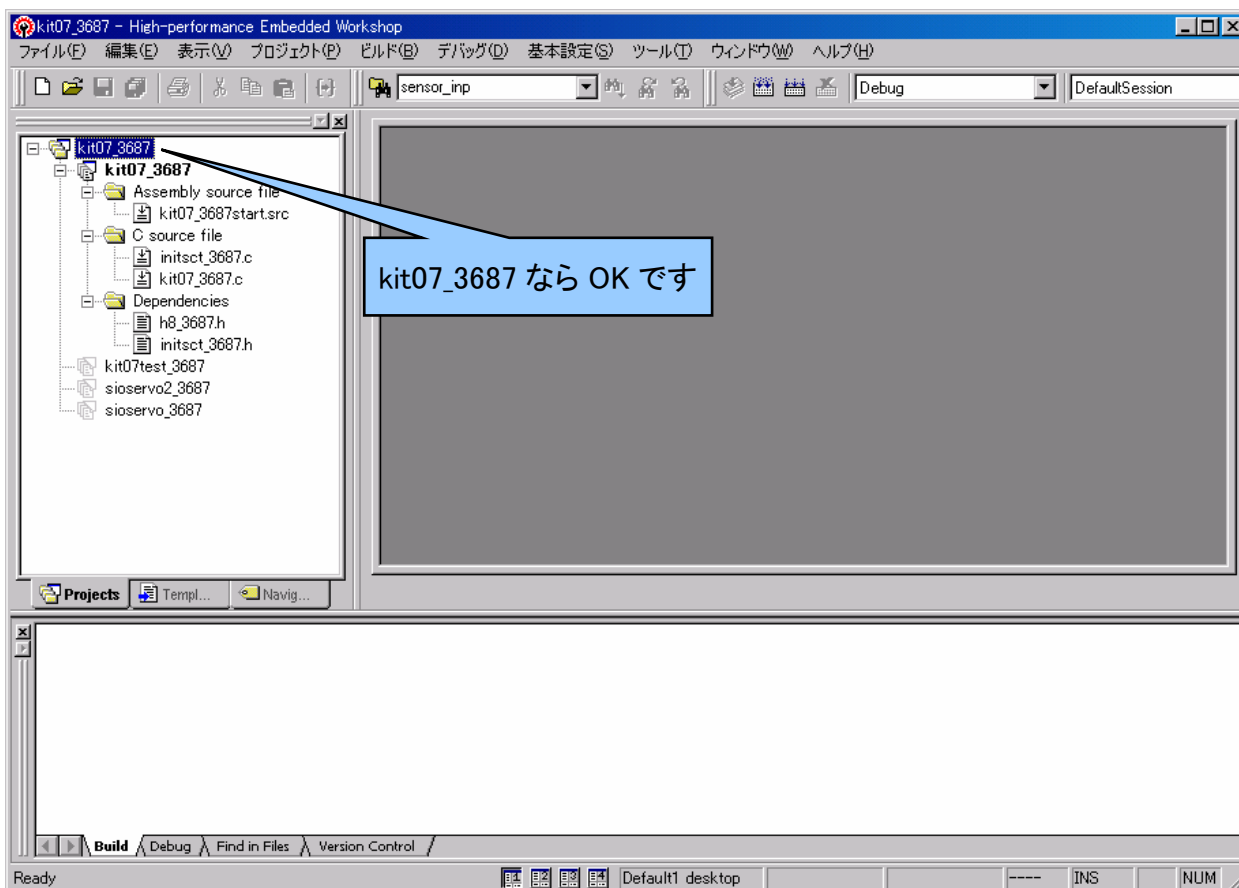 kit07_3687 - High-performance Embedded Workshop
ファイル(F) 編集(E) 表示(V) プロジェクト(P) ビルド(B) デバッグ(D) 基本設定(S) ツール(T) ウィンドウ(W) ヘルプ(H)
sensor_inp Debug DefaultSession
kit07_3687
kit07_3687
Assembly source file
kit07_3687start.src
C source file
initsct_3687.c
kit07_3687.c
Dependencies
h8_3687.h
initsct_3687.h
kit07test_3687
sioservo2_3687
sioservo_3687
kit07_3687 なら OK です
Projects Templ... Navig...
Build Debug Find in Files Version Control
Ready 1 2 3 4 Default1 desktop ---- INS NUM